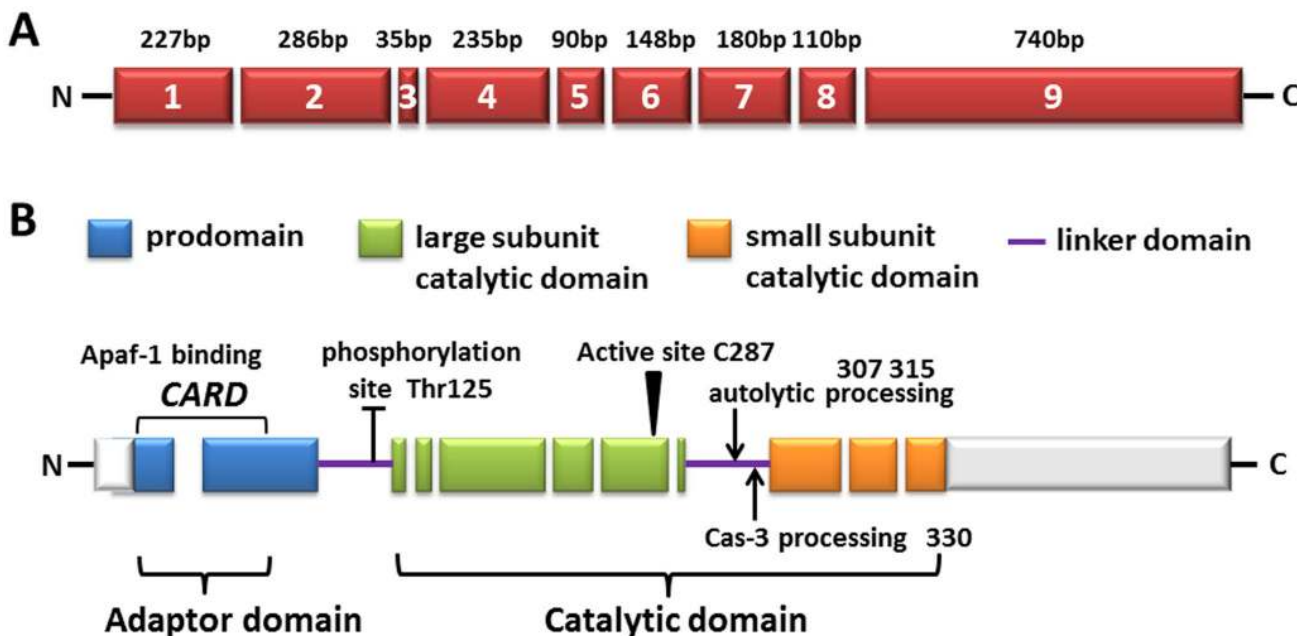 A
227bp 286bp 35bp 235bp 90bp 148bp 180bp 110bp 740bp
N 1 2 3 4 5 6 7 8 9 C
B
prodomain
large subunit
catalytic domain
small subunit
catalytic domain
linker domain
Apaf-1 binding
CARD
phosphorylation
site Thr125
Active site C287
307 315
autolytic processing
N C
Cas-3 processing 330
Adaptor domain
Catalytic domain